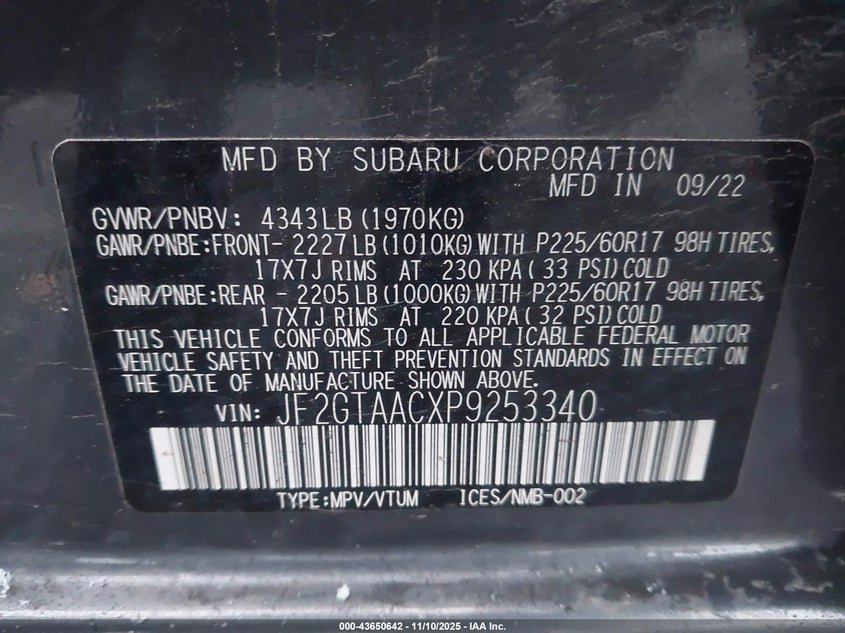 MFD BY SUBARU CORPORATION
MFD IN 09/22
GVWR/PNBV: 4343LB (1970KG)
GAWR/PNBE:FRONT- 2227LB (1010KG) WITH P225/60R17 98H TIRES,
17X7J RIMS AT 230 KPA ( 33 PSI) COLD
GAWR/PNBE:REAR - 2205LB (1000KG) WITH P225/60R17 98H TIRES,
17X7J RIMS AT 220 KPA ( 32 PSI) COLD
THIS VEHICLE CONFORMS TO ALL APPLICABLE FEDERAL MOTOR
VEHICLE SAFETY AND THEFT PREVENTION STANDARDS IN EFFECT ON
THE DATE OF MANUFACTURE SHOWN ABOVE.
VIN: JF2GTAACXP9253340
TYPE:MPV/VTUM ICES/NMB-002
000-43650642 - 11/10/2025 - IAA Inc.